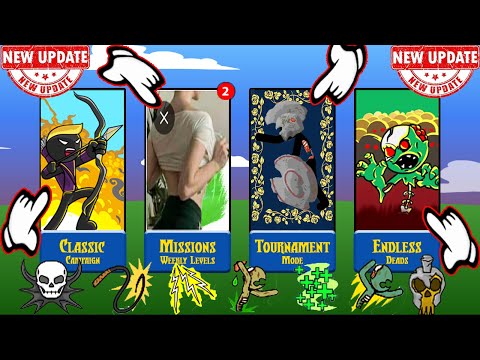 NEW UPDATE
NEW UPDATE
NEW UPDATE
NEW UPDATE
2
X
CLASSIC
CAMPAIGN
MISSIONS
WEEKLY LEVELS
TOURNAMENT
MODE
ENDLESS
DEADS